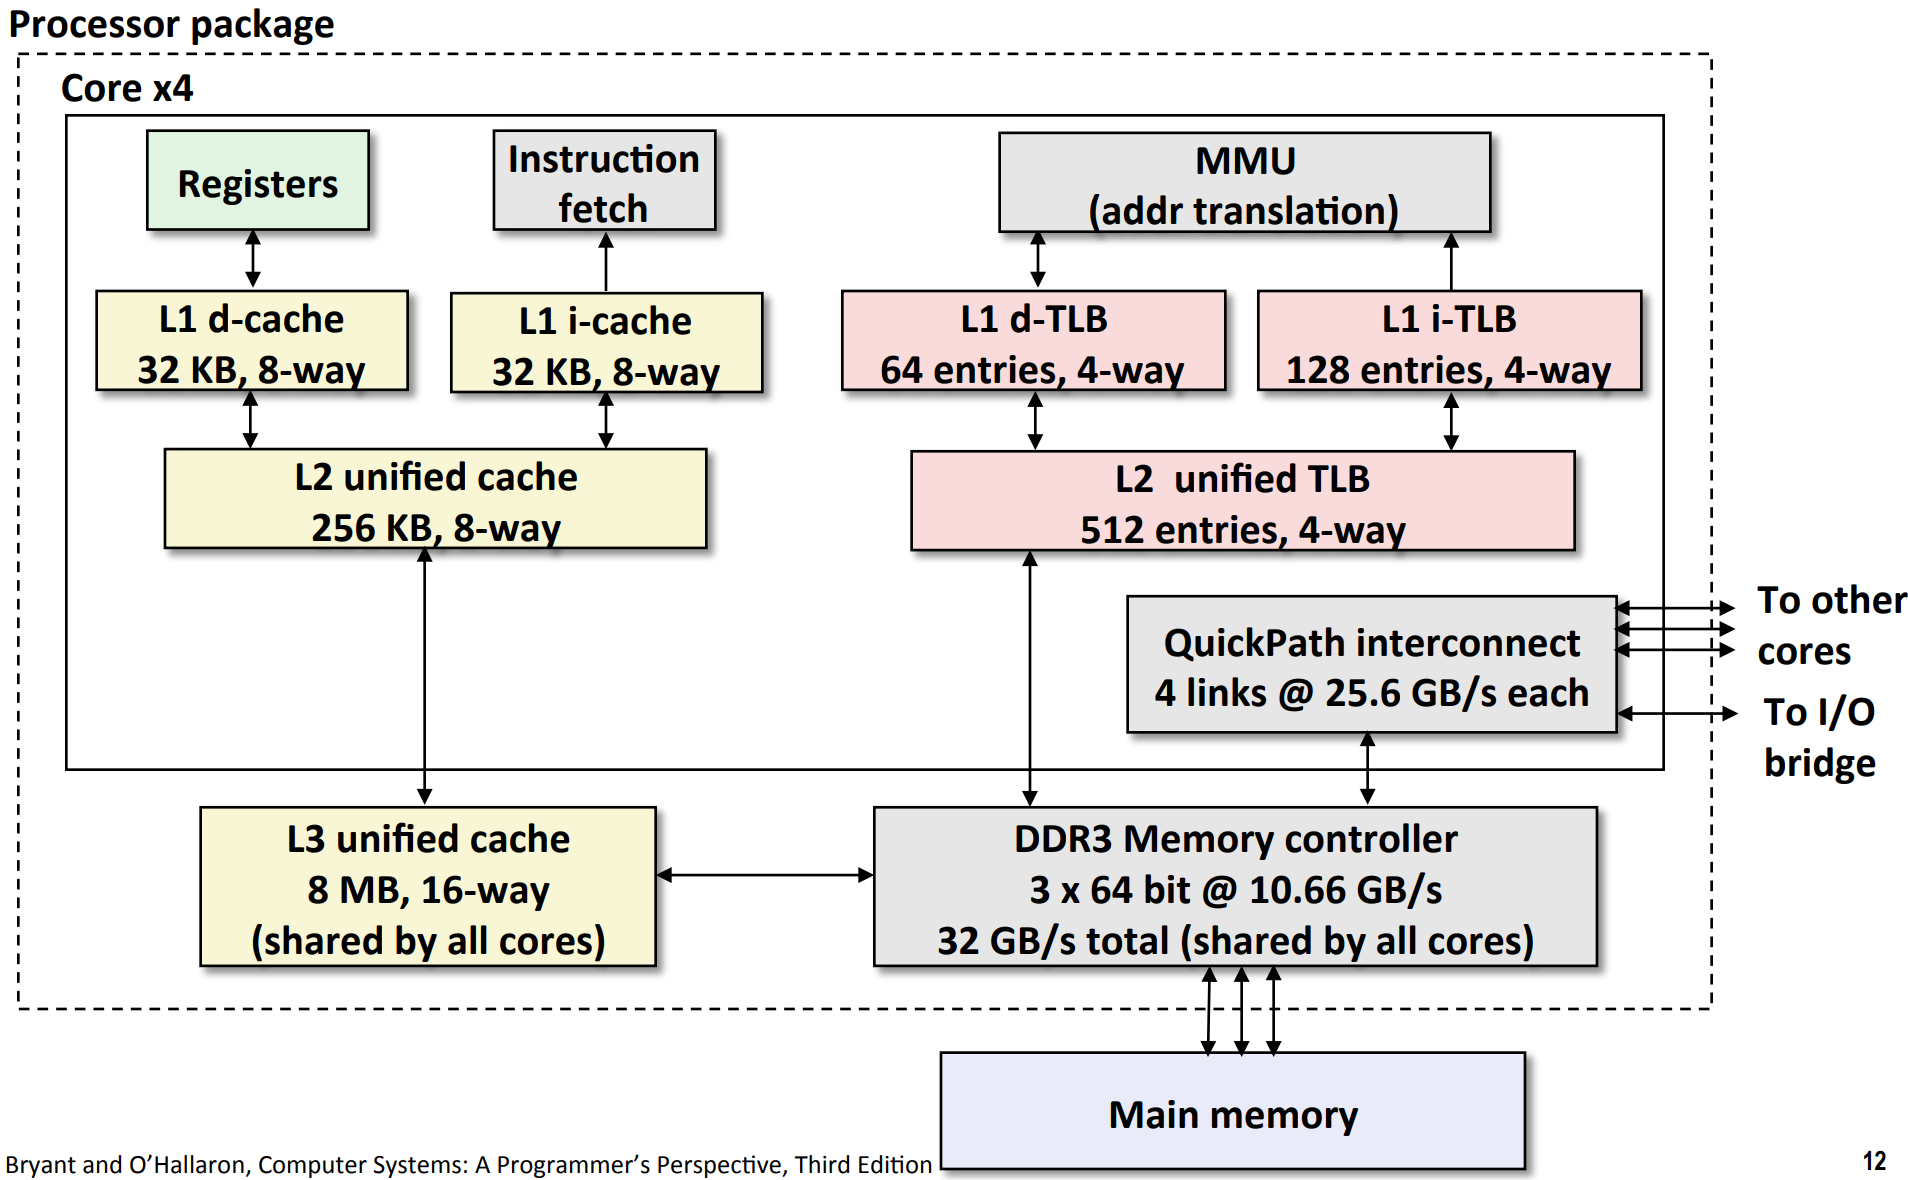 Processor package
Core x4
Registers
Instruction
fetch
MMU
(addr translation)
L1 d-cache
32 KB, 8-way
L1 i-cache
32 KB, 8-way
L1 d-TLB
64 entries, 4-way
L1 i-TLB
128 entries, 4-way
L2 unified cache
256 KB, 8-way
L2 unified TLB
512 entries, 4-way
QuickPath interconnect
4 links @ 25.6 GB/s each
To other
cores
To I/O
bridge
L3 unified cache
8 MB, 16-way
(shared by all cores)
DDR3 Memory controller
3 x 64 bit @ 10.66 GB/s
32 GB/s total (shared by all cores)
Main memory
Bryant and O’Hallaron, Computer Systems: A Programmer’s Perspective, Third Edition
12